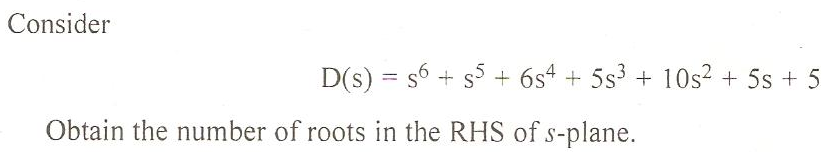 Consider
D(s) = s⁶ + s⁵ + 6s⁴ + 5s³ + 10s² + 5s + 5
Obtain the number of roots in the RHS of s-plane.